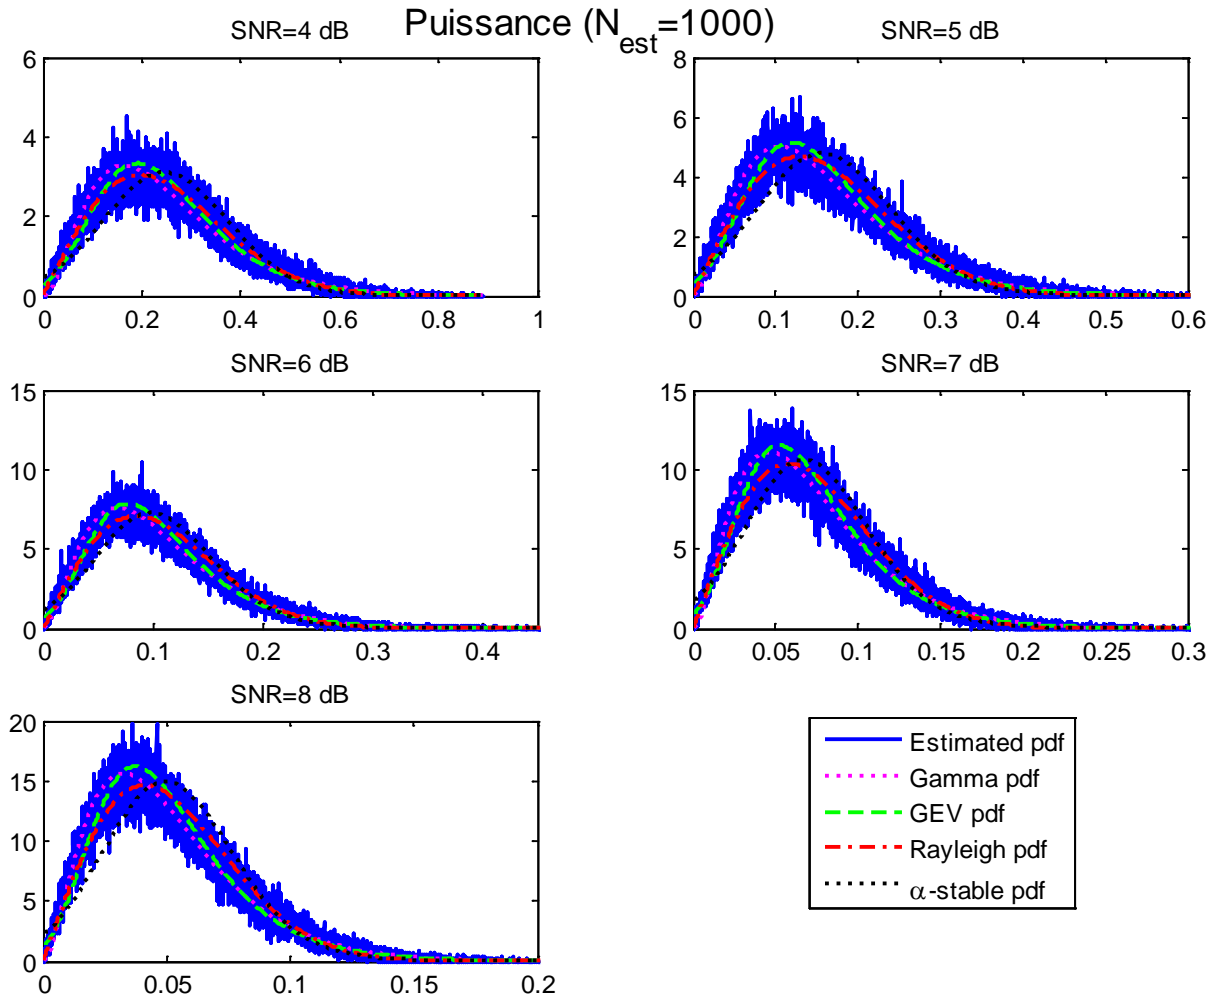 Puissance (N_est=1000)
SNR=4 dB
SNR=5 dB
6
4
2
0
0 0.2 0.4 0.6 0.8 1
8
6
4
2
0
0 0.1 0.2 0.3 0.4 0.5 0.6
SNR=6 dB
SNR=7 dB
15
10
5
0
0 0.1 0.2 0.3 0.4
15
10
5
0
0 0.05 0.1 0.15 0.2 0.25 0.3
SNR=8 dB
20
15
10
5
0
0 0.05 0.1 0.15 0.2
Estimated pdf
Gamma pdf
GEV pdf
Rayleigh pdf
α-stable pdf